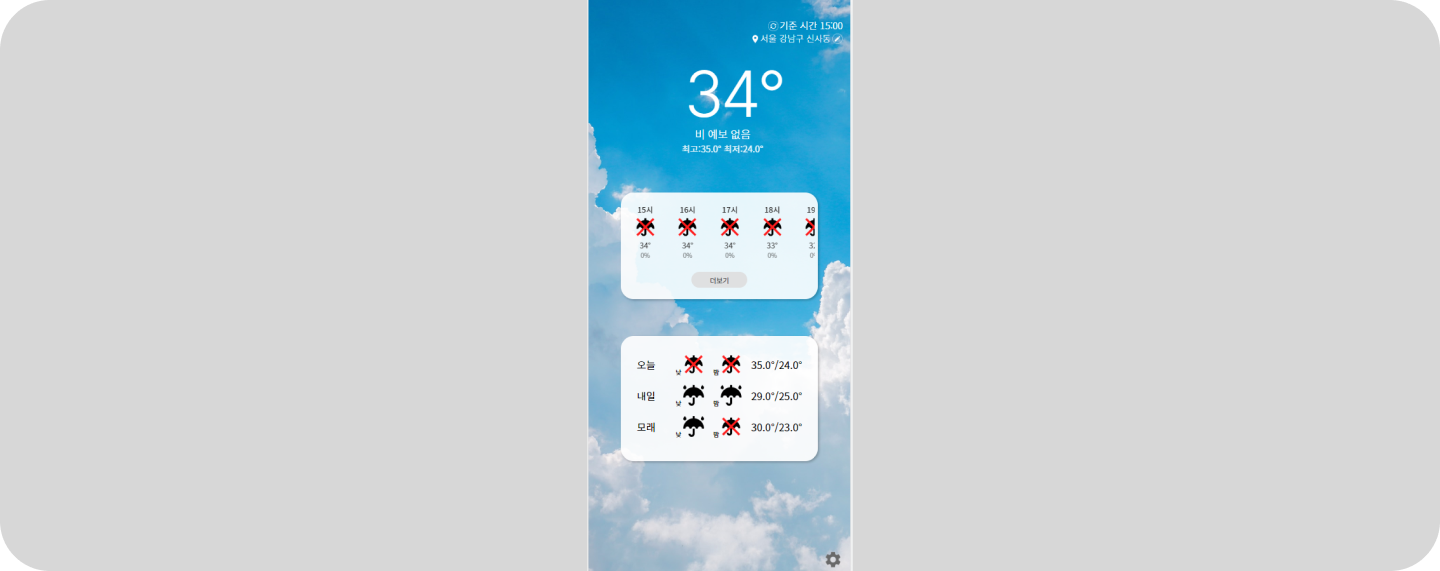 기준 시간 15:00
서울 강남구 신사동
34°
비 예보 없음
최고:35.0° 최저:24.0°
15시 16시 17시 18시 19
34° 34° 34° 33°
0% 0% 0% 0%
더보기
오늘 낮 밤 35.0°/24.0°
내일 낮 밤 29.0°/25.0°
모레 낮 밤 30.0°/23.0°